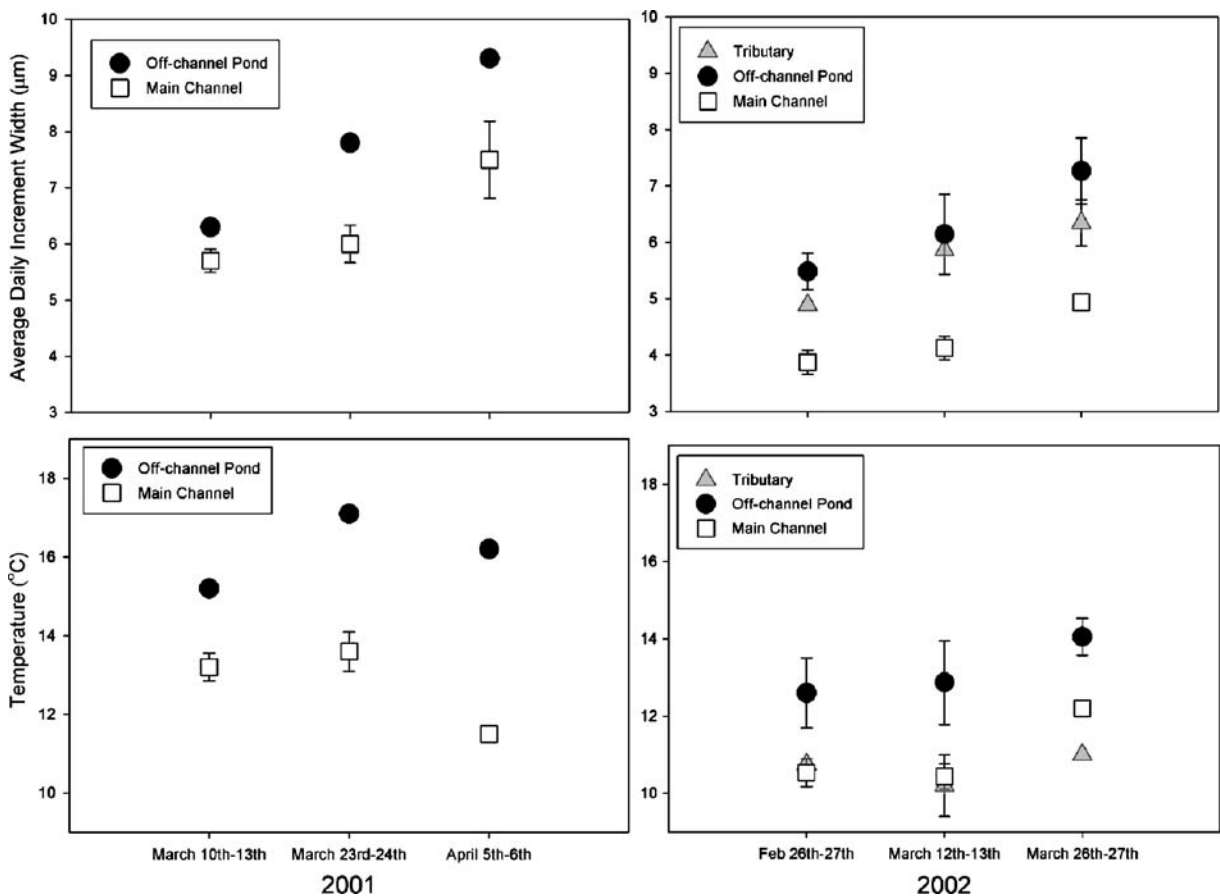 10
9
8
7
6
5
4
3
Average Daily Increment Width (µm)
Off-channel Pond
Main Channel
10
9
8
7
6
5
4
3
Tributary
Off-channel Pond
Main Channel
18
16
14
12
10
Temperature (°C)
Off-channel Pond
Main Channel
March 10th-13th
March 23rd-24th
April 5th-6th
2001
18
16
14
12
10
Tributary
Off-channel Pond
Main Channel
Feb 26th-27th
March 12th-13th
March 26th-27th
2002